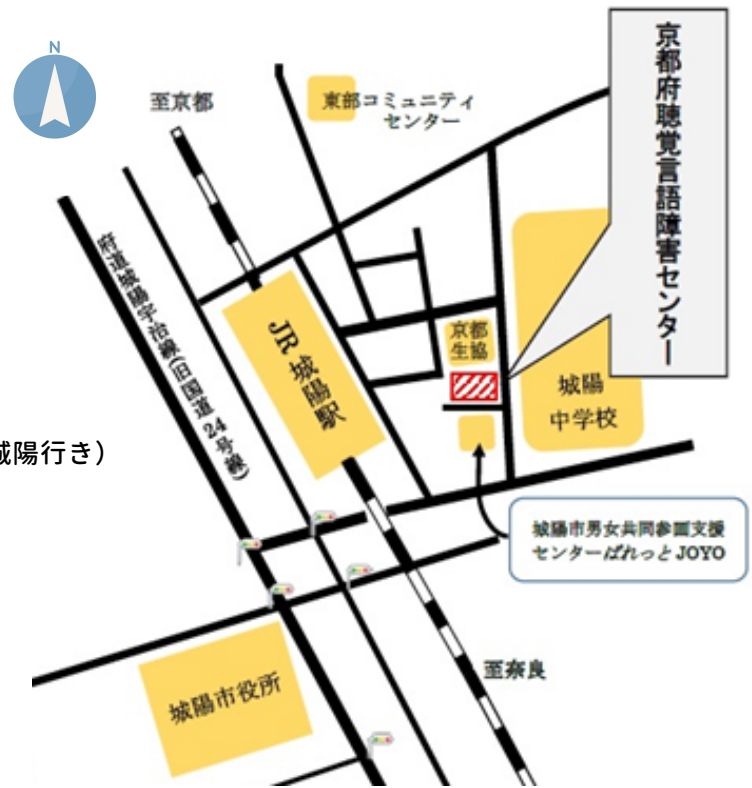 N
至京都
東部コミュニティ
センター
京都府聴覚言語障害センター
府道城陽宇治線(旧国道24号線)
JR 城陽駅
京都
生協
城陽
中学校
城陽行き）
城陽市男女共同参画支援
センターぱれっとJOYO
至奈良
城陽市役所